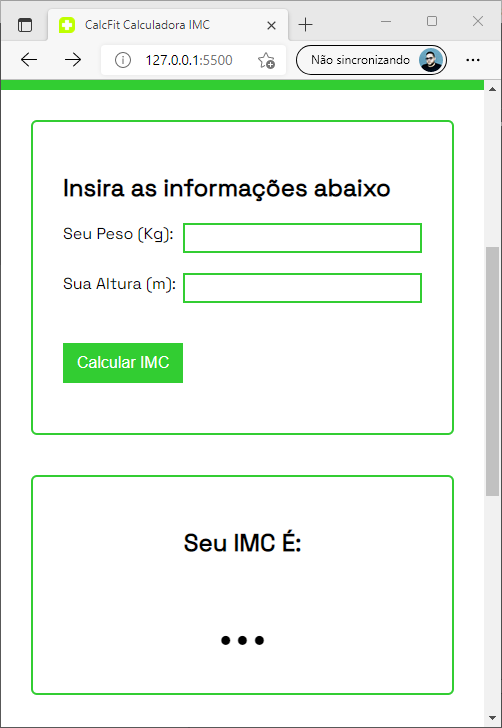 CalcFit Calculadora IMC
127.0.0.1:5500
Não sincronizando
Insira as informações abaixo
Seu Peso (Kg):
Sua Altura (m):
Calcular IMC
Seu IMC É:
...